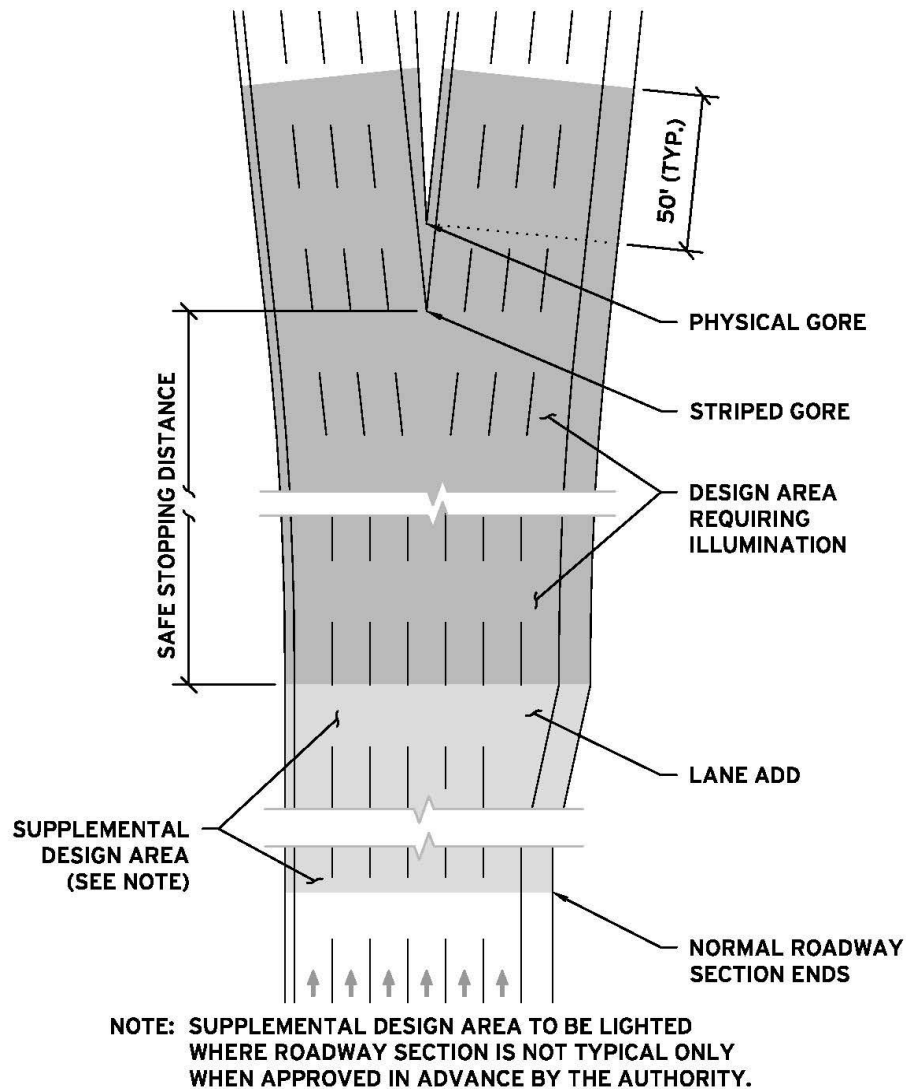 50' (TYP.)
PHYSICAL GORE
STRIPED GORE
SAFE STOPPING DISTANCE
DESIGN AREA
REQUIRING
ILLUMINATION
LANE ADD
SUPPLEMENTAL
DESIGN AREA
(SEE NOTE)
NORMAL ROADWAY
SECTION ENDS
NOTE: SUPPLEMENTAL DESIGN AREA TO BE LIGHTED
WHERE ROADWAY SECTION IS NOT TYPICAL ONLY
WHEN APPROVED IN ADVANCE BY THE AUTHORITY.